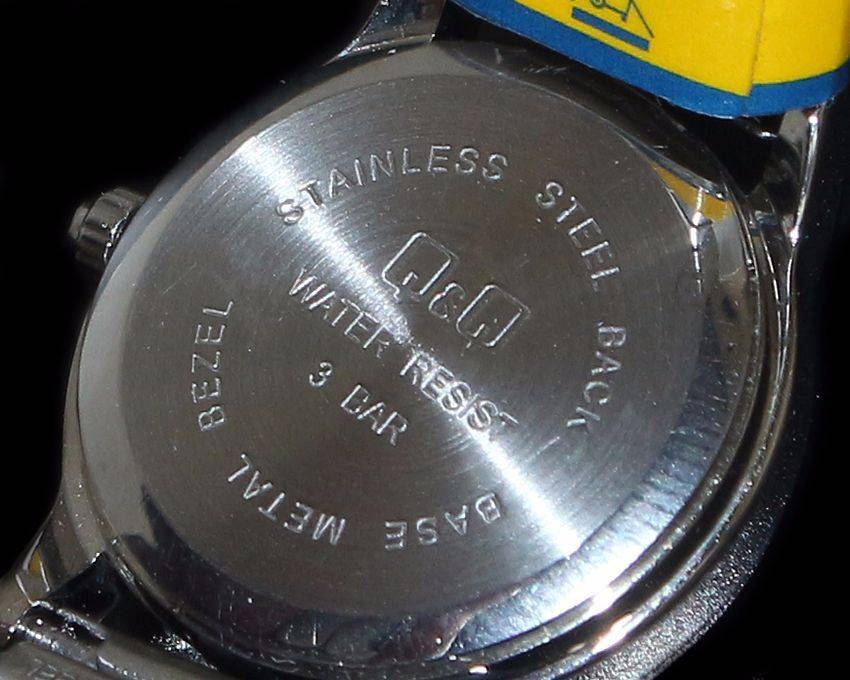 STAINLESS STEEL BACK
Q&Q
WATER RESIST
3 BAR
BASE METAL BEZEL